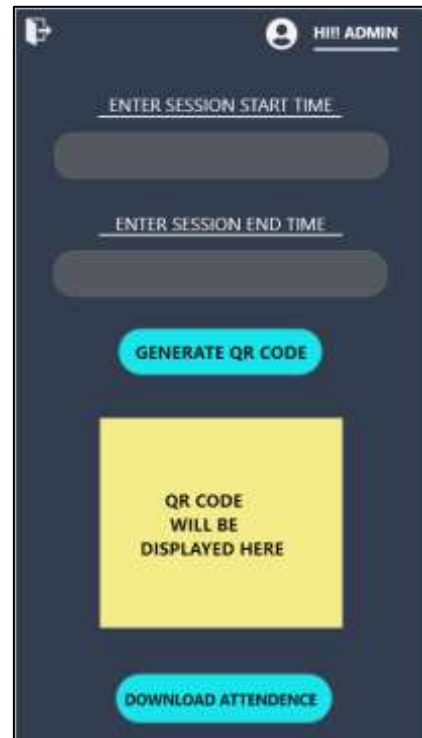 HI!! ADMIN
ENTER SESSION START TIME
ENTER SESSION END TIME
GENERATE QR CODE
QR CODE
WILL BE
DISPLAYED HERE
DOWNLOAD ATTENDENCE